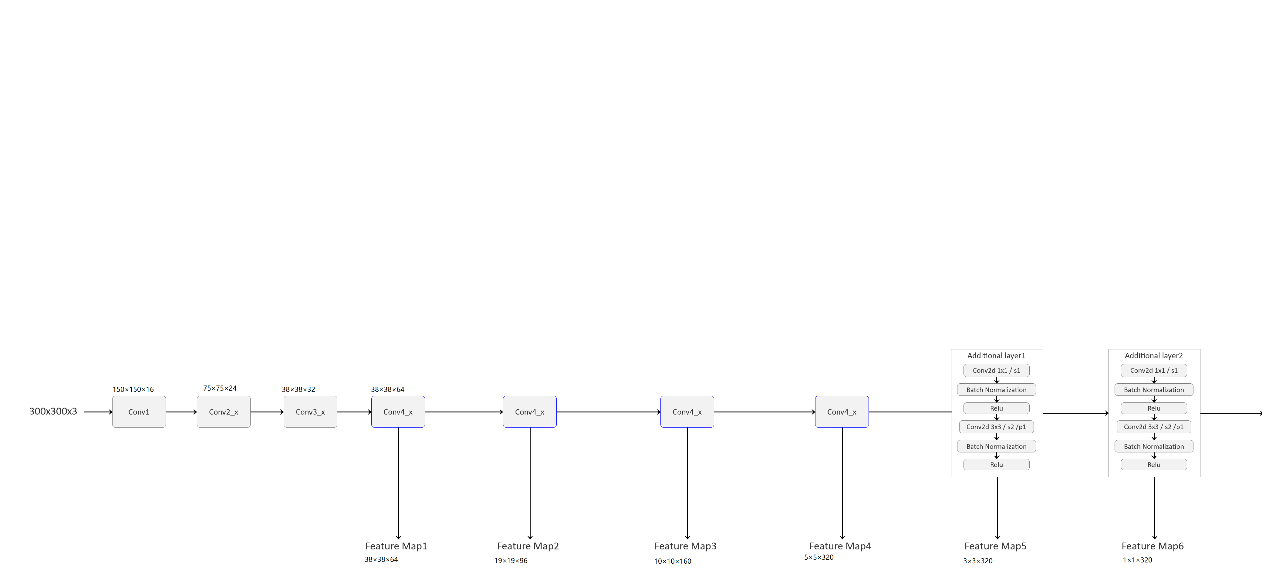 Additional layer1
Additional layer2
Conv2d 1x1 / s1
Conv2d 1x1 / s1
150×150×16
75×75×24
38×38×32
38×38×64
Batch Normalization
Batch Normalization
300x300x3
Conv1
Conv2_x
Conv3_x
Conv4_x
Conv4_x
Conv4_x
Conv4_x
Relu
Relu
Conv2d 3x3 / s2 /p1
Conv2d 3x3 / s2 /p1
Batch Normalization
Batch Normalization
Relu
Relu
Feature Map1
Feature Map2
Feature Map3
Feature Map4
Feature Map5
Feature Map6
38×38×64
19×19×96
10×10×160
5×5×320
3×3×320
1×1×320